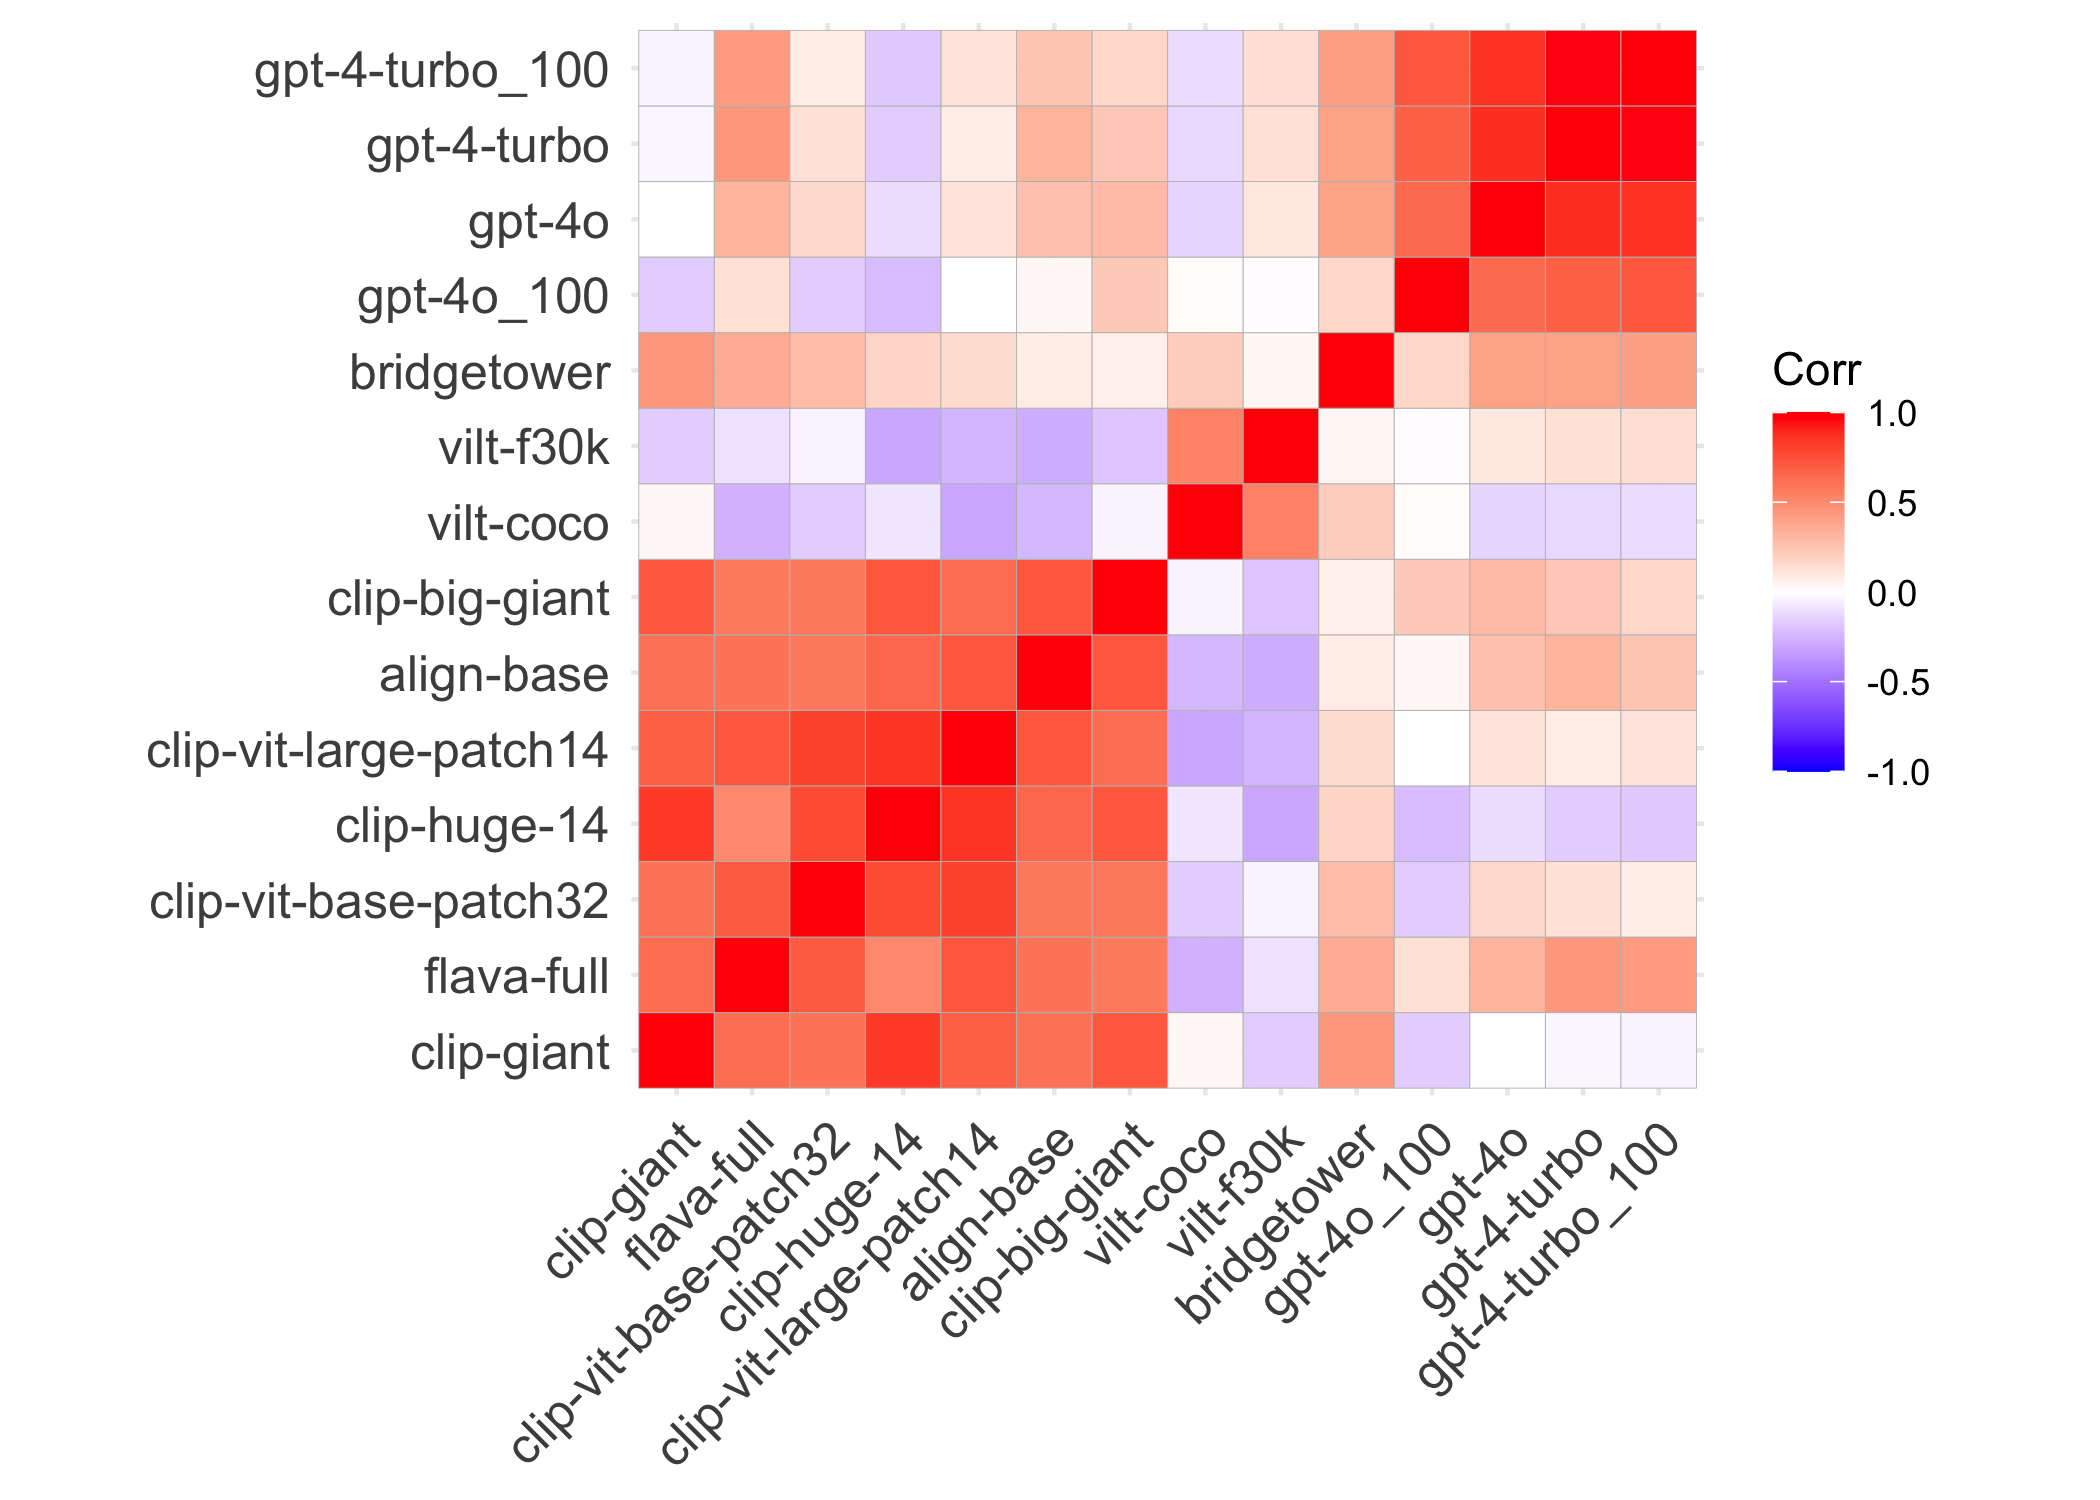 gpt-4-turbo_100
gpt-4-turbo
gpt-4o
gpt-4o_100
bridgetower
vilt-f30k
vilt-coco
clip-big-giant
align-base
clip-vit-large-patch14
clip-huge-14
clip-vit-base-patch32
flava-full
clip-giant
clip-giant
flava-full
clip-vit-base-patch32
clip-huge-14
clip-vit-large-patch14
align-base
clip-big-giant
vilt-coco
vilt-f30k
bridgetower
gpt-4o_100
gpt-4o
gpt-4-turbo
gpt-4-turbo_100
Corr
1.0
0.5
0.0
-0.5
-1.0